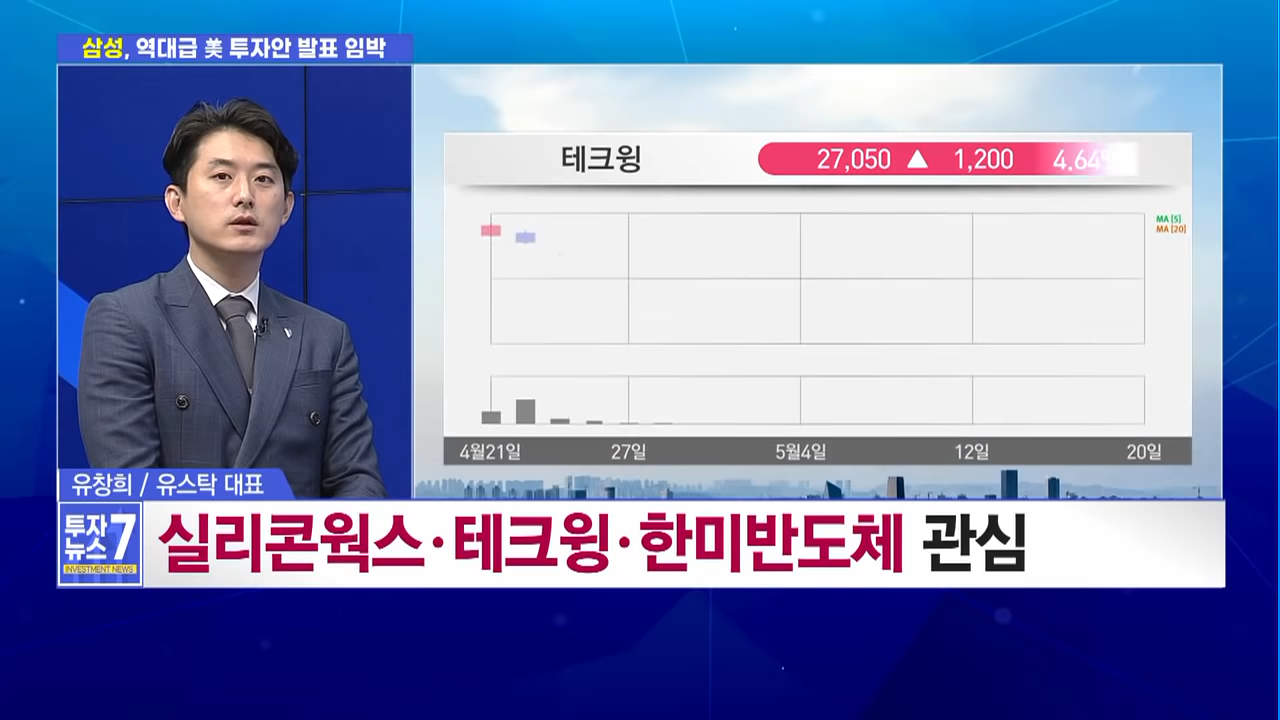 삼성, 역대급 美 투자안 발표 임박
테크윙
27,050 ▲ 1,200 4.64%
MA [5]
MA [20]
4월21일 27일 5월4일 12일 20일
유창희 / 유스탁 대표
투자
뉴스7
INVESTMENT NEWS
실리콘웍스·테크윙·한미반도체 관심